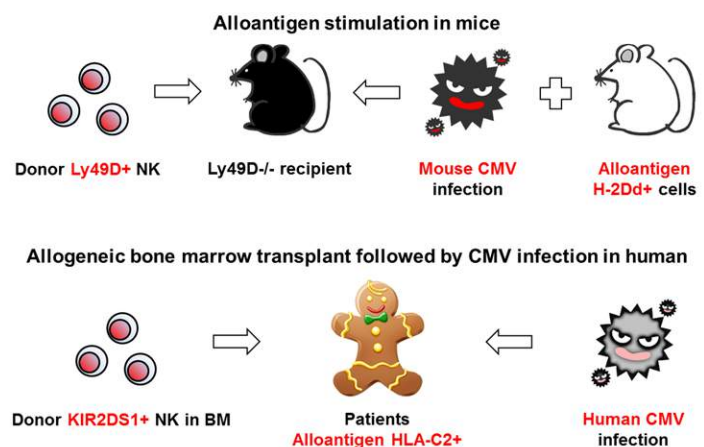 Alloantigen stimulation in mice
Donor Ly49D+ NK
Ly49D-/- recipient
Mouse CMV
infection
Alloantigen
H-2Dd+ cells
Allogeneic bone marrow transplant followed by CMV infection in human
Donor KIR2DS1+ NK in BM
Patients
Alloantigen HLA-C2+
Human CMV
infection